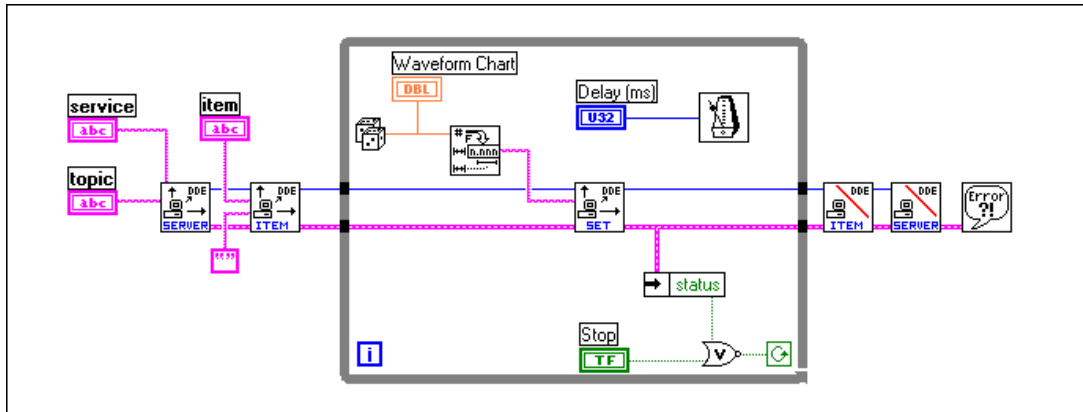 Waveform Chart
DBL
Delay (ms)
U32
service
abc
item
abc
topic
abc
#
n.nnn
DDE
SERVER
DDE
ITEM
DDE
SET
DDE
ITEM
DDE
SERVER
Error
?!
""
status
Stop
TF
V
i